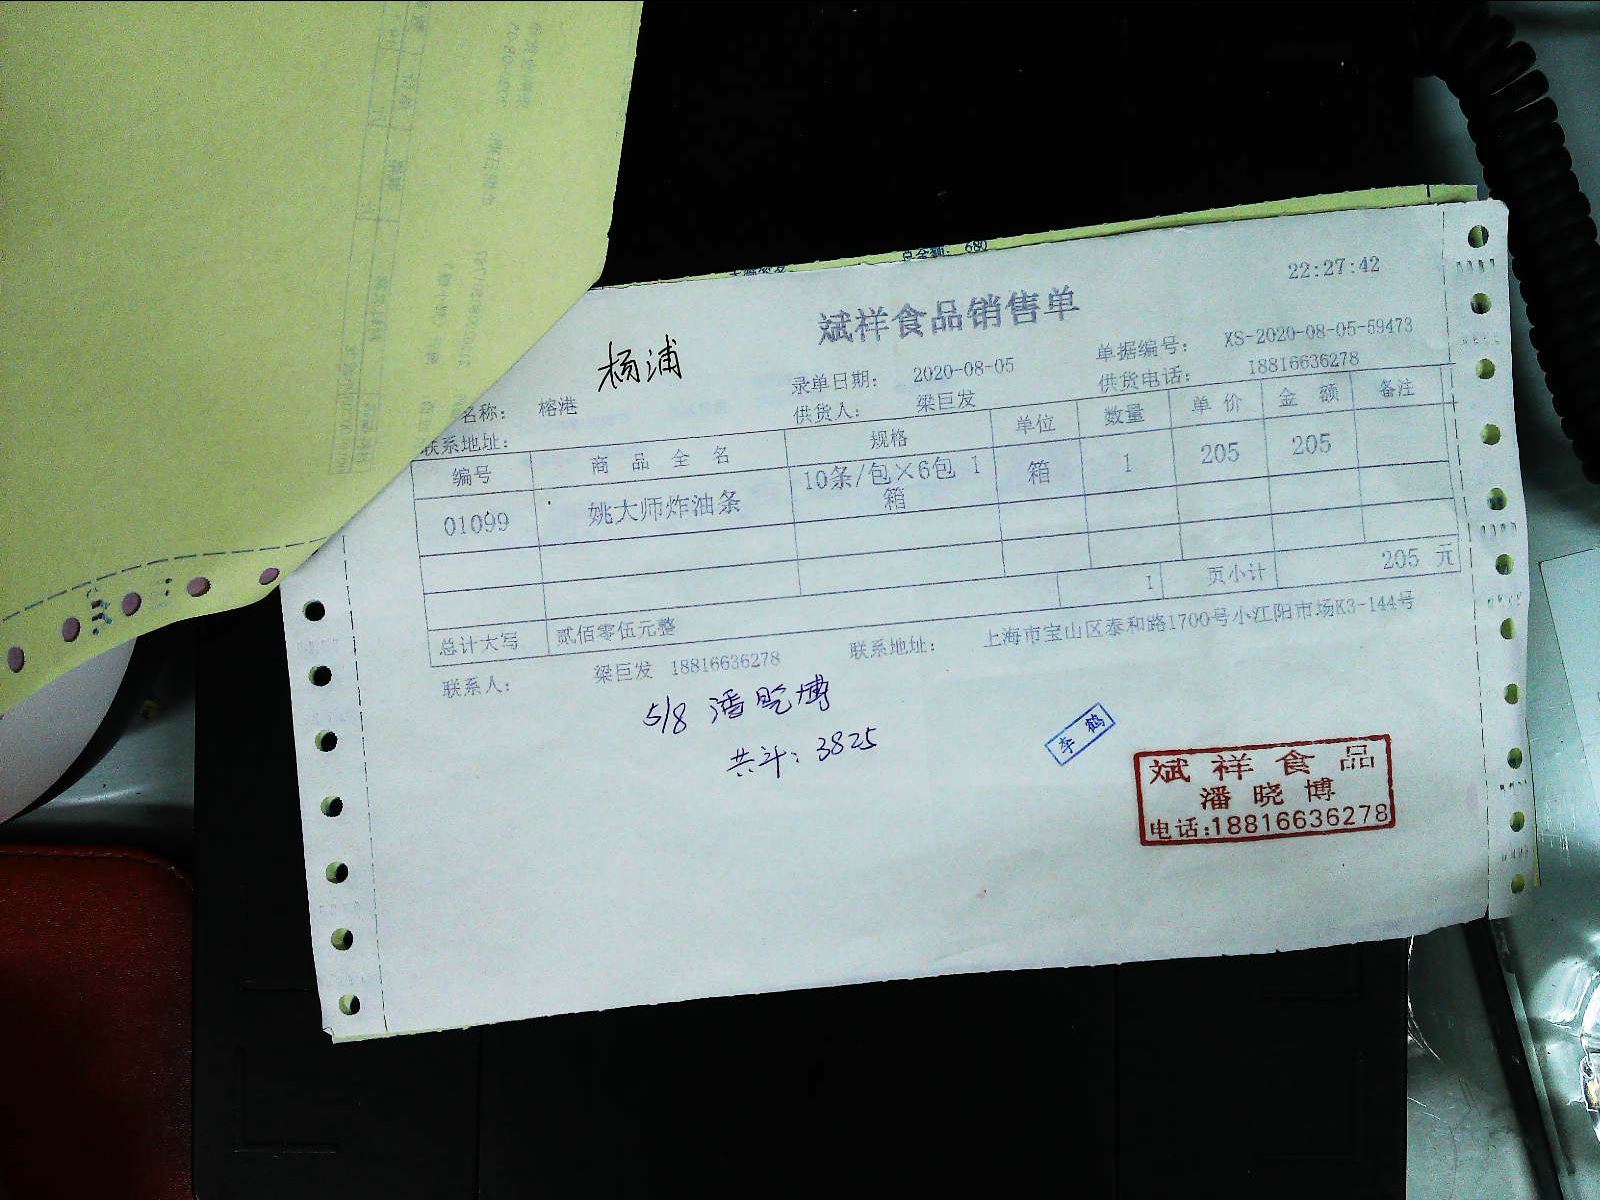 总金额: 680
22:27:42
斌祥食品销售单
杨浦
录单日期: 2020-08-05 单据编号: XS-2020-08-05-59473
名称: 榕港 供货人: 梁巨发 供货电话: 18816636278
联系地址:
编号 商品全名 规格 单位 数量 单价 金额 备注
01099 姚大师炸油条 10条/包×6包 1箱 箱 1 205 205
1 页小计 205 元
总计大写 贰佰零伍元整
联系人: 梁巨发 18816636278 联系地址: 上海市宝山区泰和路1700号小江阳市场K3-144号
5/8 潘晓博
共计: 3825
李鹤
斌祥食品
潘晓博
电话:18816636278